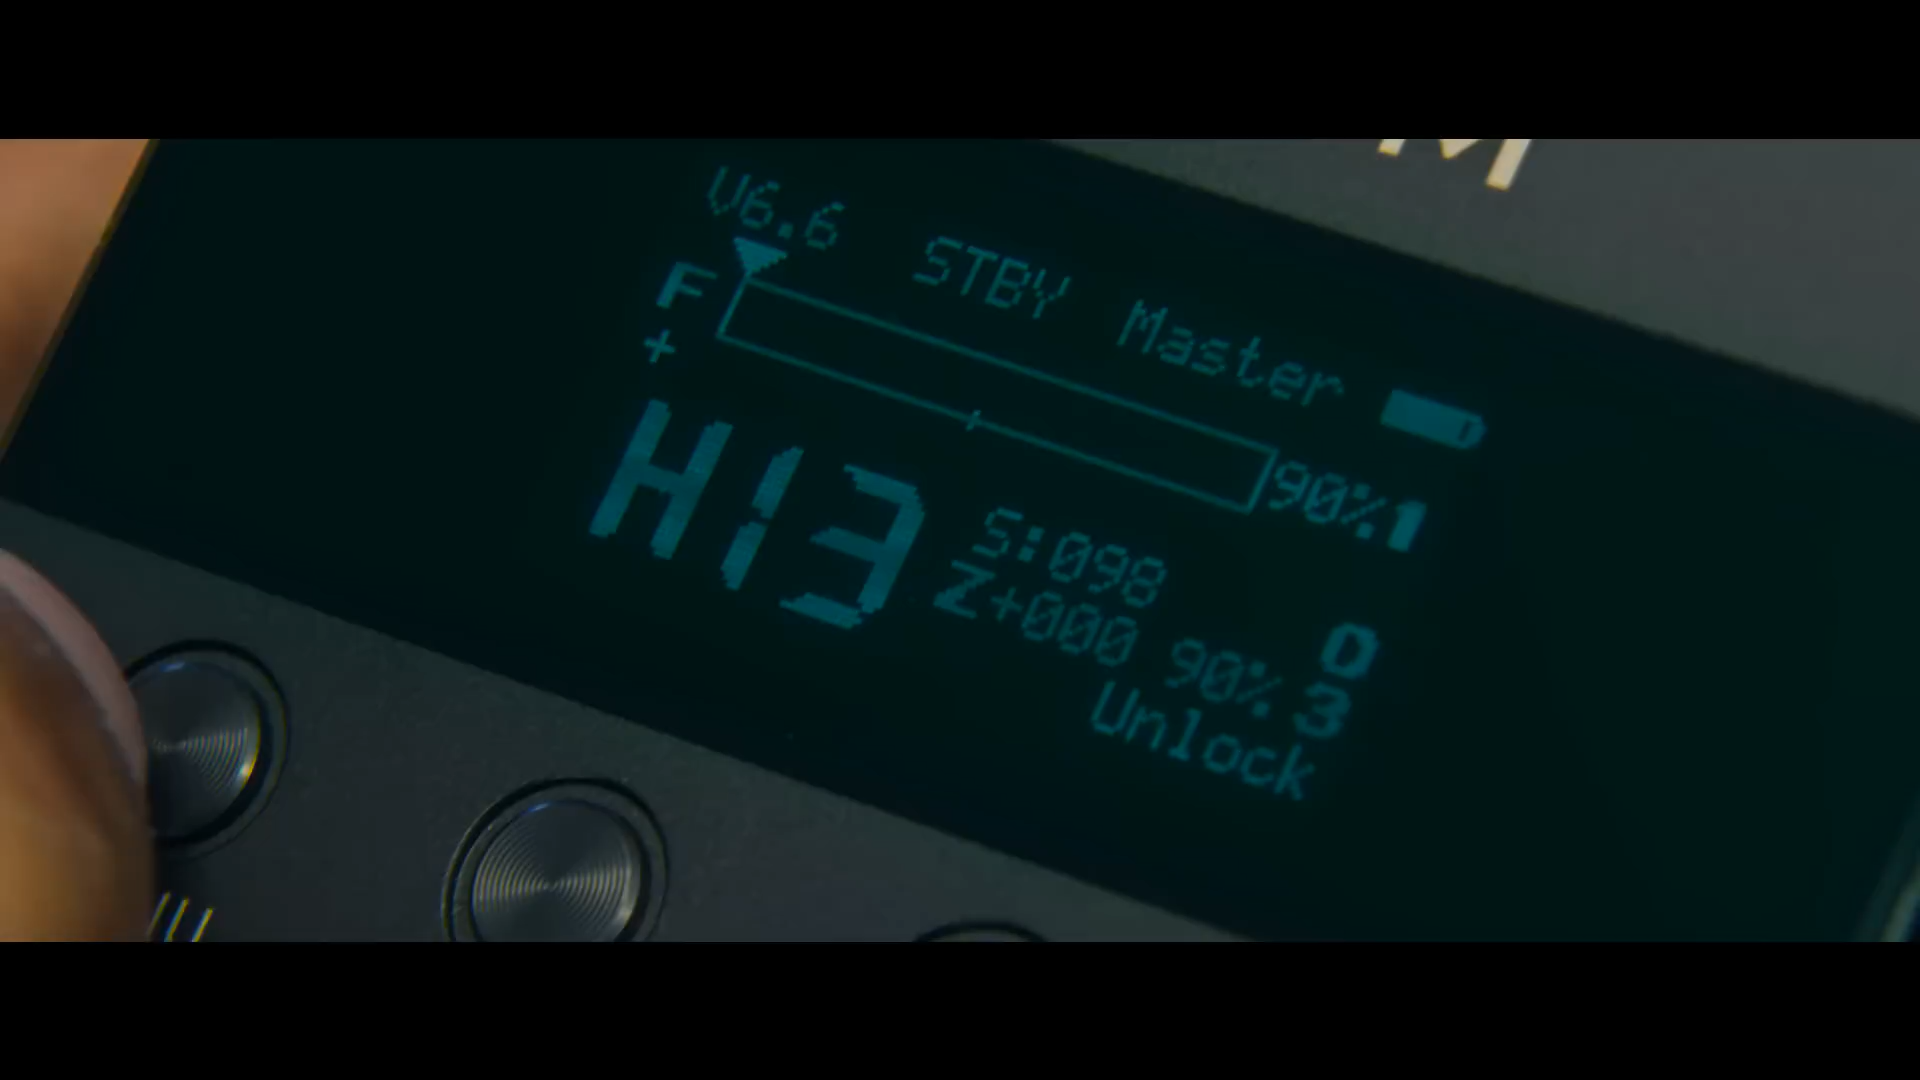 M
V6.6 STBY Master
F
+
90%1
H13 S:098
Z+000 90% 0
3
Unlock